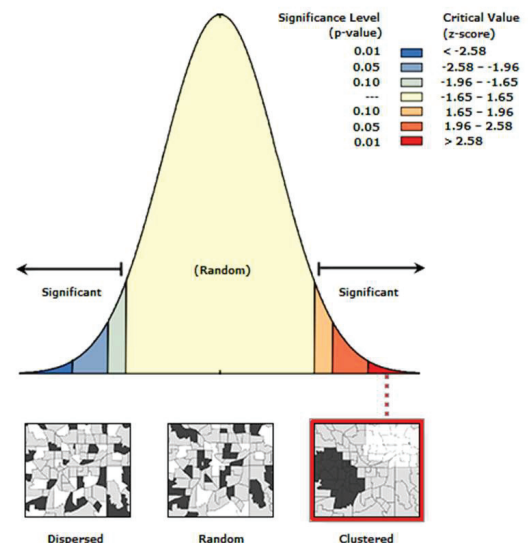 Significance Level Critical Value
(p-value) (z-score)
0.01 < -2.58
0.05 -2.58 – -1.96
0.10 -1.96 – -1.65
--- -1.65 – 1.65
0.10 1.65 – 1.96
0.05 1.96 – 2.58
0.01 > 2.58
(Random)
Significant Significant
Dispersed Random Clustered